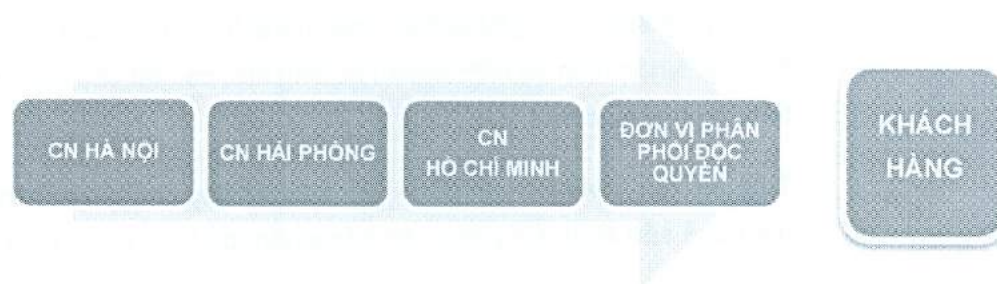 CN HÀ NỘI
CN HẢI PHÒNG
CN
HỒ CHÍ MINH
ĐƠN VỊ PHÂN
PHỐI ĐỘC
QUYỀN
KHÁCH
HÀNG